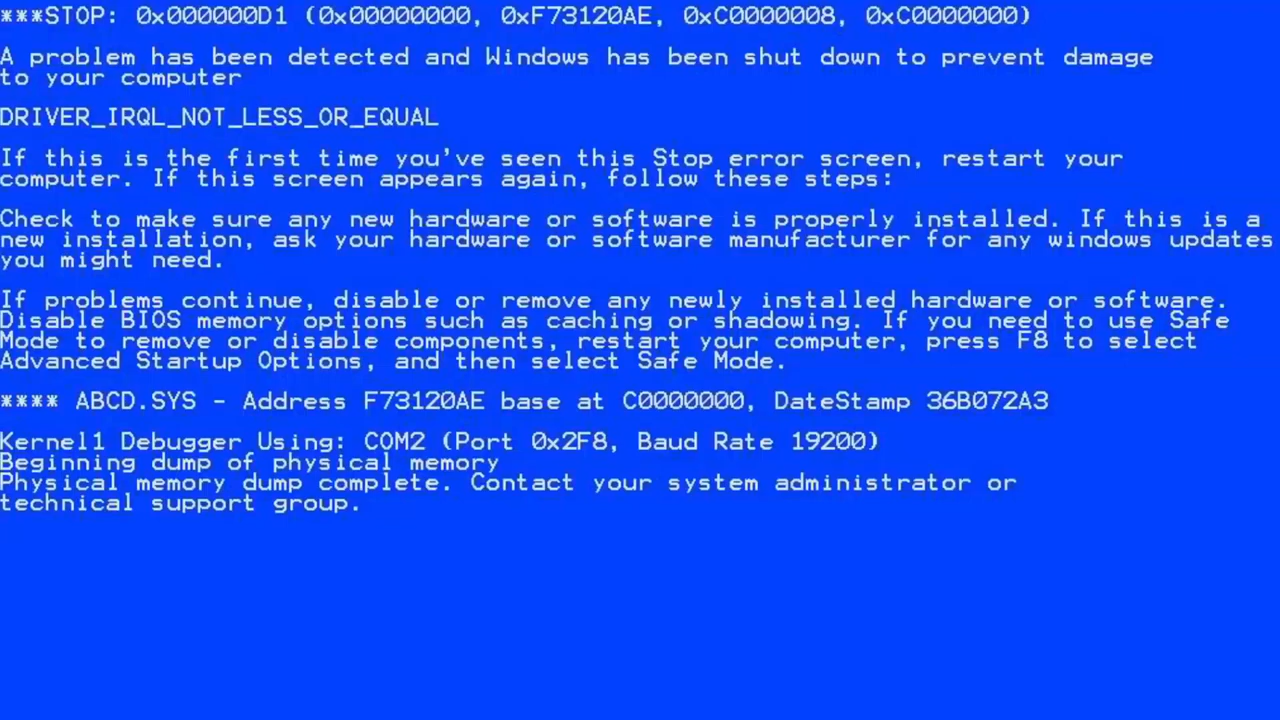 ***STOP: 0x000000D1 (0x00000000, 0xF73120AE, 0xC0000008, 0xC0000000)
A problem has been detected and Windows has been shut down to prevent damage
to your computer
DRIVER_IRQL_NOT_LESS_OR_EQUAL
If this is the first time you've seen this Stop error screen, restart your
computer. If this screen appears again, follow these steps:
Check to make sure any new hardware or software is properly installed. If this is a
new installation, ask your hardware or software manufacturer for any windows updates
you might need.
If problems continue, disable or remove any newly installed hardware or software.
Disable BIOS memory options such as caching or shadowing. If you need to use Safe
Mode to remove or disable components, restart your computer, press F8 to select
Advanced Startup Options, and then select Safe Mode.
**** ABCD.SYS - Address F73120AE base at C0000000, DateStamp 36B072A3
Kernel1 Debugger Using: COM2 (Port 0x2F8, Baud Rate 19200)
Beginning dump of physical memory
Physical memory dump complete. Contact your system administrator or
technical support group.